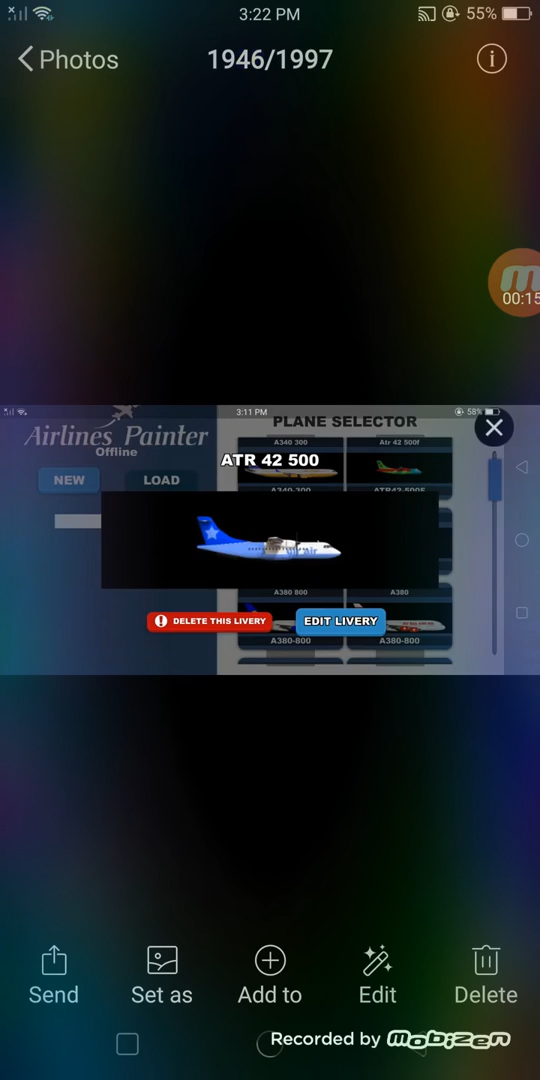 3:22 PM
55%
Photos
1946/1997
00:15
3:11 PM
58%
Airlines Painter
Offline
PLANE SELECTOR
NEW
LOAD
A340 300
Atr 42 500f
ATR 42 500
A340-300
ATR42-500F
DELETE THIS LIVERY
EDIT LIVERY
A380 800
A380
A380-800
A380-800
Send
Set as
Add to
Edit
Delete
Recorded by Mobizen